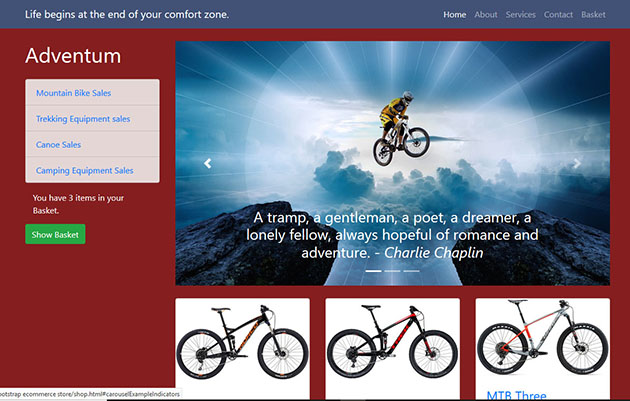 Life begins at the end of your comfort zone.
Home About Services Contact Basket
Adventum
Mountain Bike Sales
Trekking Equipment sales
Canoe Sales
Camping Equipment Sales
You have 3 items in your
Basket.
Show Basket
A tramp, a gentleman, a poet, a dreamer, a
lonely fellow, always hopeful of romance and
adventure. - Charlie Chaplin
MTB Three
ootstrap ecommerce store/shop.html#carouselExampleIndicators